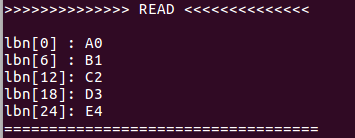 >>>>>>>>>>>>>> READ <<<<<<<<<<<<<<
lbn[0] : A0
lbn[6] : B1
lbn[12]: C2
lbn[18]: D3
lbn[24]: E4
===================================